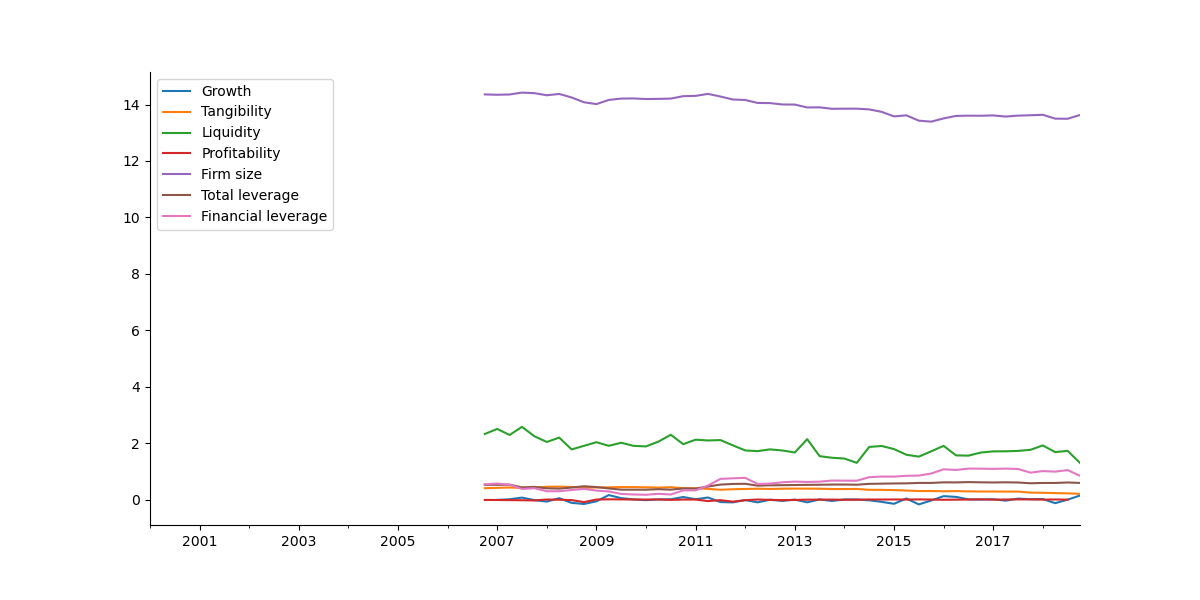 Growth
Tangibility
Liquidity
Profitability
Firm size
Total leverage
Financial leverage
14
12
10
8
6
4
2
0
2001 2003 2005 2007 2009 2011 2013 2015 2017